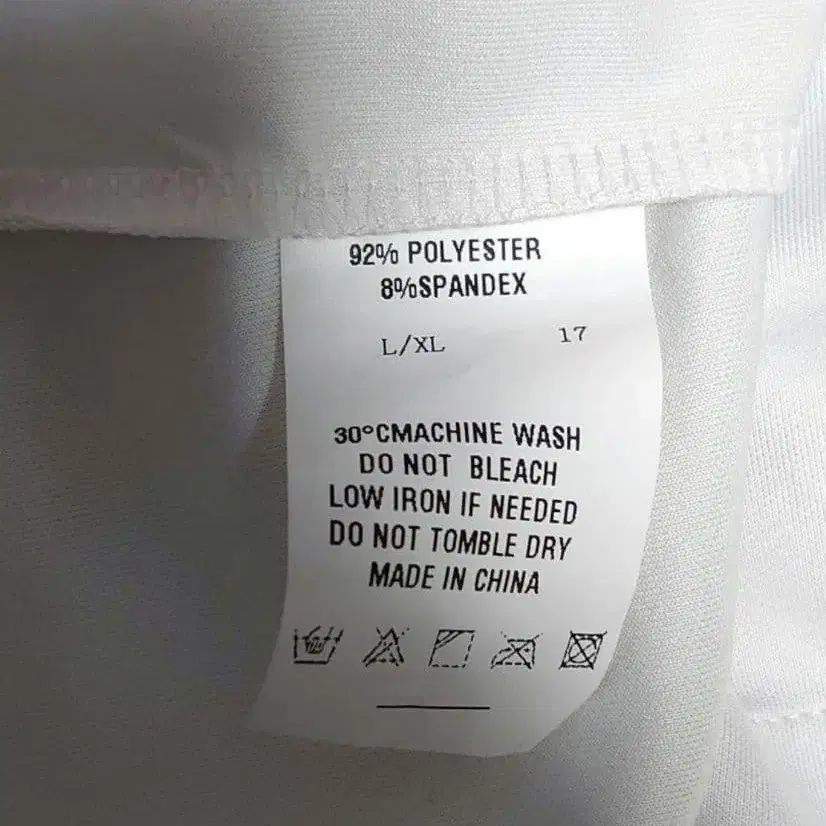 92% POLYESTER
8%SPANDEX
L/XL 17
30°CMACHINE WASH
DO NOT BLEACH
LOW IRON IF NEEDED
DO NOT TOMBLE DRY
MADE IN CHINA